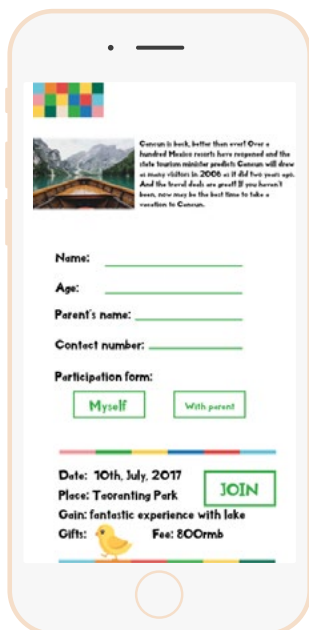 Cancun is back, better than ever! Over a
hundred Mexico resorts have reopened and the
state tourism minister predicts Cancun will draw
as many visitors in 2006 as it did two years ago.
And the travel deals are great! If you haven't
been, now may be the best time to take a
vacation to Cancun.
Name:
Age:
Parent's name:
Contact number:
Participation form:
Myself With parent
Date: 10th, July, 2017
Place: Taoranting Park
JOIN
Gain: fantastic experience with lake
Gifts: Fee: 800rmb